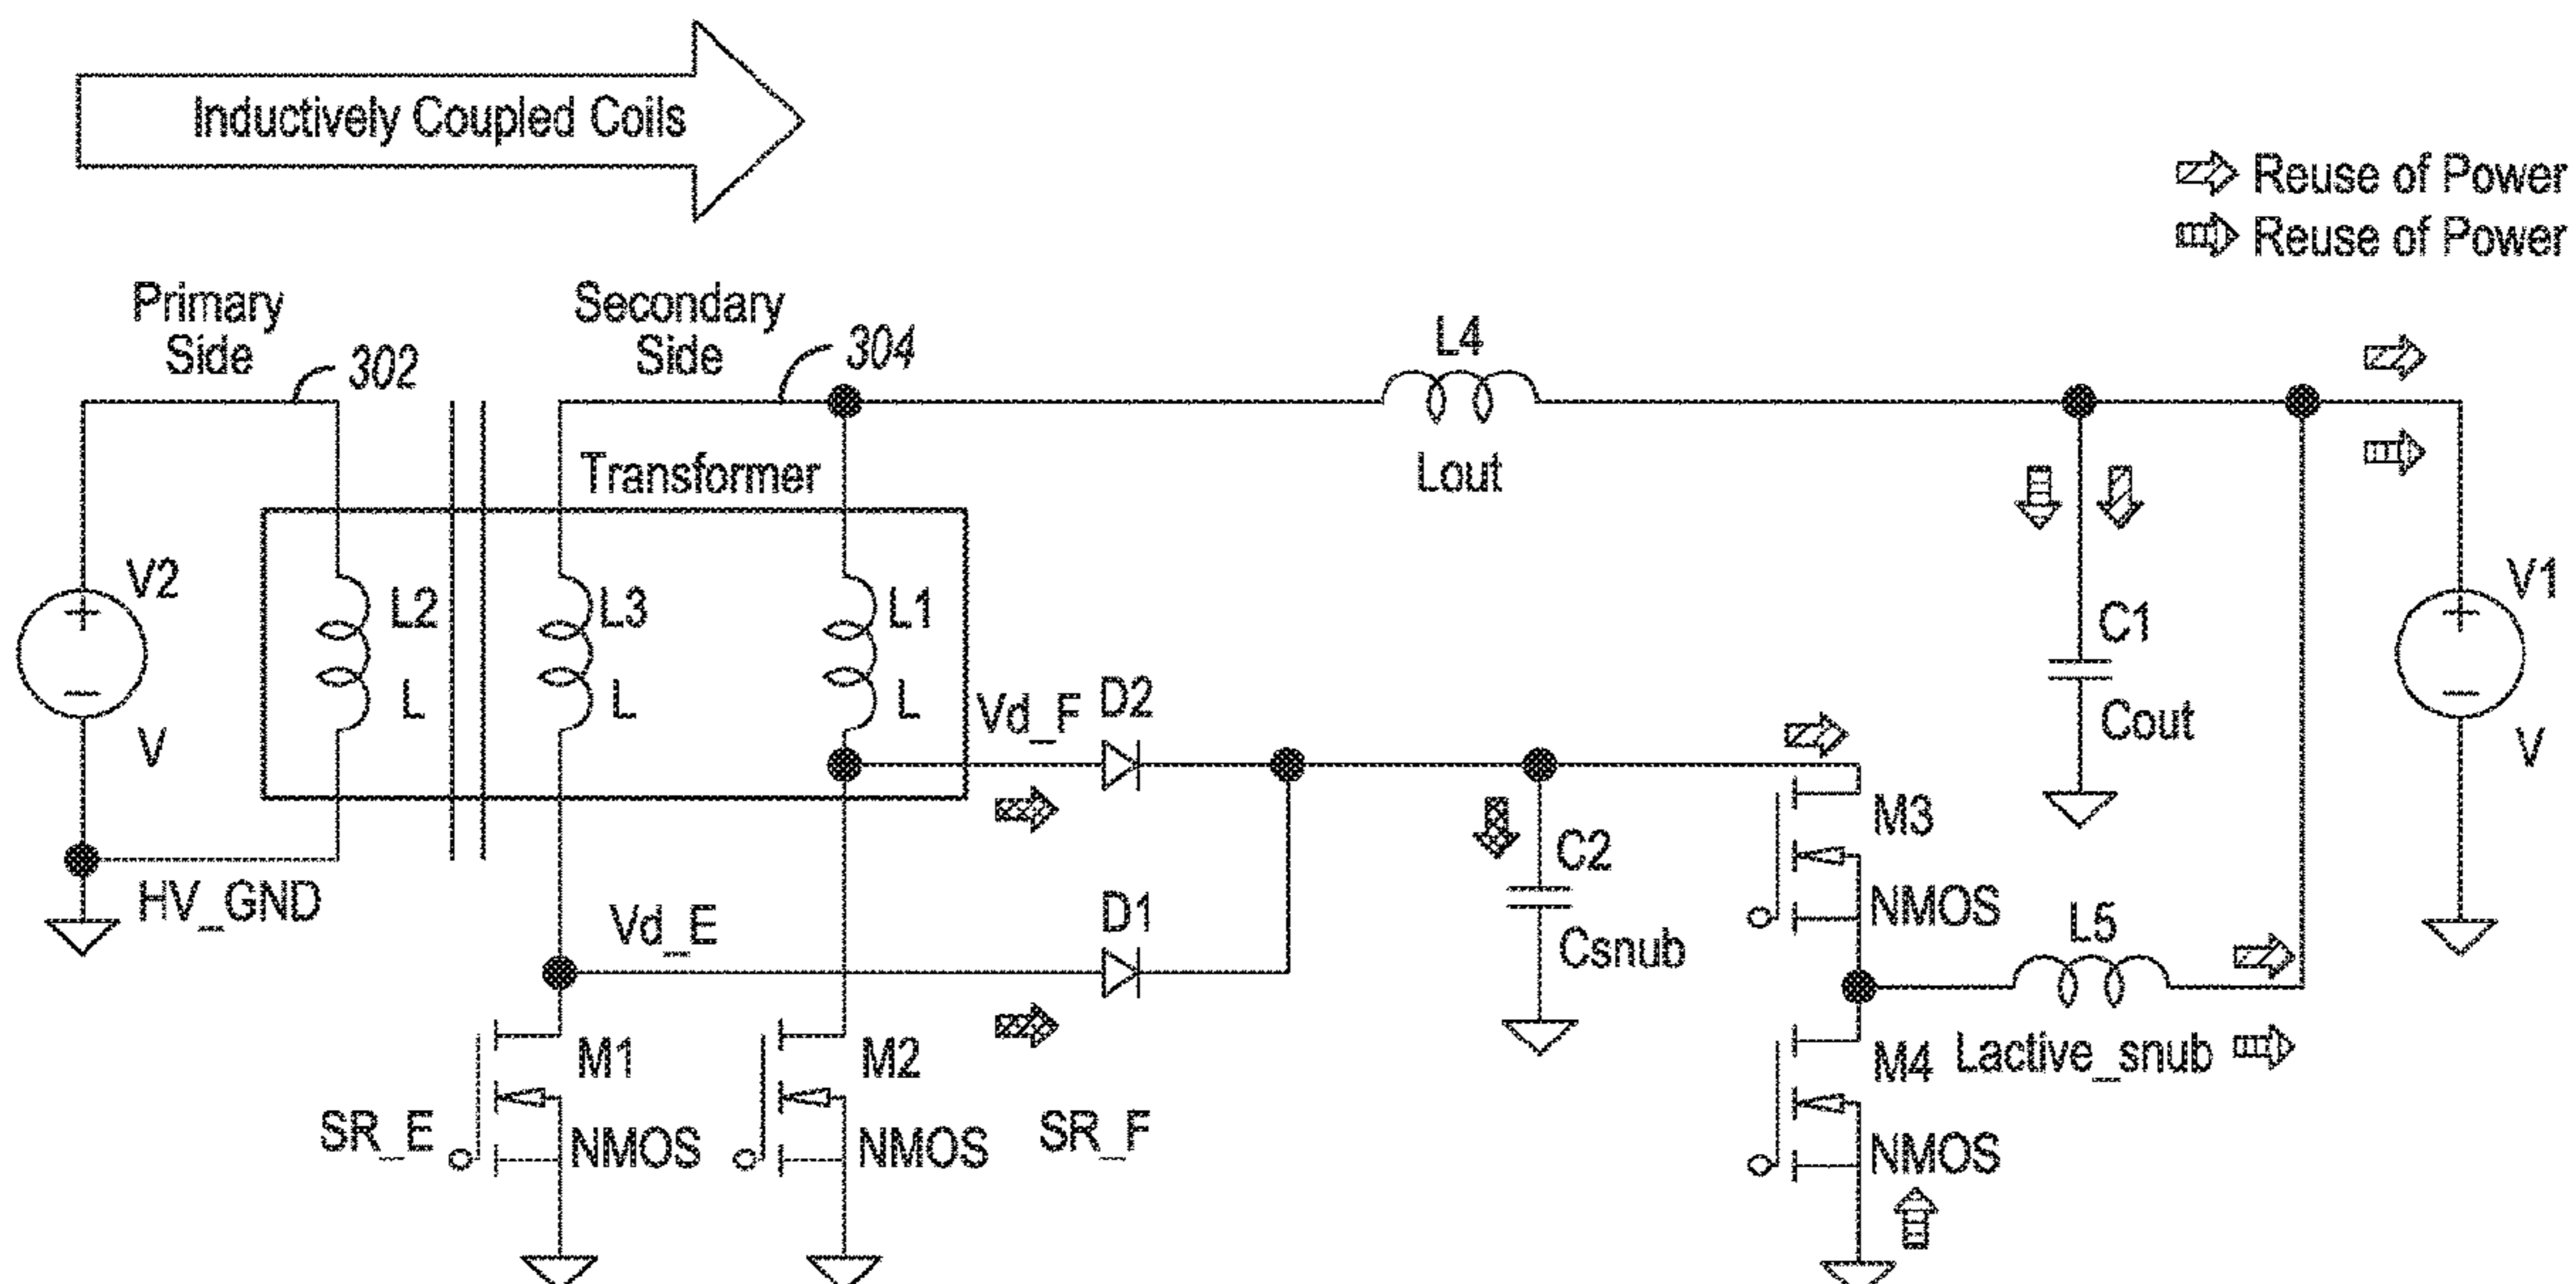 Inductively Coupled Coils
Reuse of Power
Reuse of Power
Primary
Side
302
Secondary
Side
304
L4
Lout
Transformer
V2
V
L2
L
L3
L
L1
L
HV_GND
Vd_F
D2
Vd_E
D1
C2
Csnub
M3
NMOS
C1
Cout
V1
V
L5
Lactive_snub
M4
NMOS
SR_E
M1
NMOS
M2
NMOS
SR_F